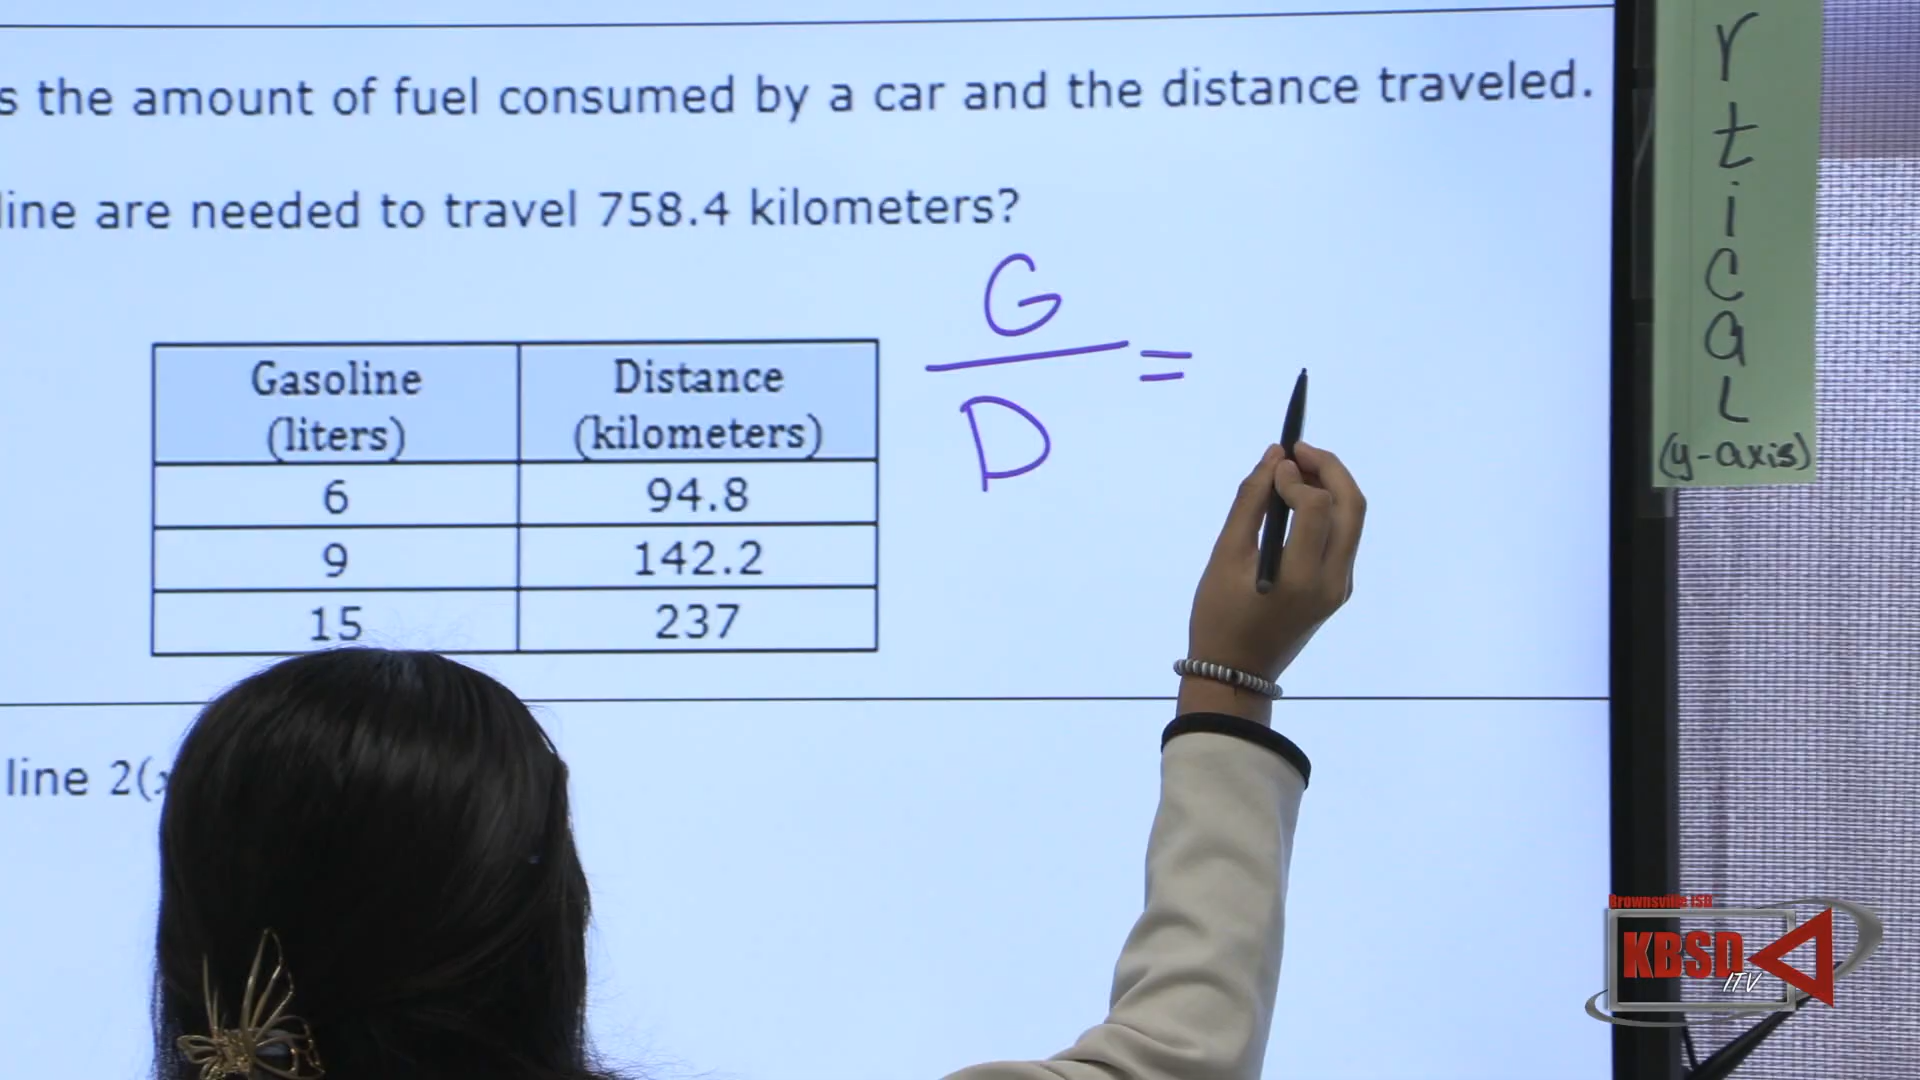 s the amount of fuel consumed by a car and the distance traveled.
line are needed to travel 758.4 kilometers?
Gasoline (liters) Distance (kilometers)
6 94.8
9 142.2
15 237
G
D
=
line 2(
r
t
i
c
a
L
(y-axis)
Brownsville ISD
KBSD
ITV